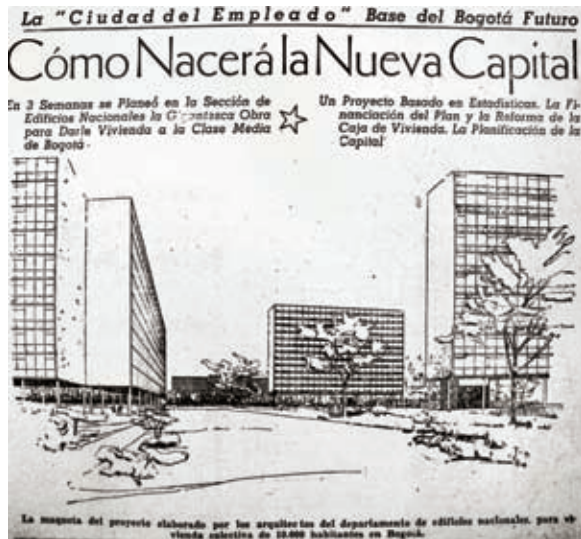 La "Ciudad del Empleado" Base del Bogotá Futuro
Cómo Nacerá la Nueva Capital
En 3 Semanas se Planeó en la Sección de
Edificios Nacionales la Gigantesca Obra
para Darle Vivienda a la Clase Media
de Bogotá -
Un Proyecto Basado en Estadísticas. La Fi
nanciación del Plan y la Reforma de la
Caja de Vivienda. La Planificación de la
Capital
La maqueta del proyecto elaborado por los arquitectos del departamento de edificios nacionales, para
vienda colectiva de 10.000 habitantes en Bogotá.